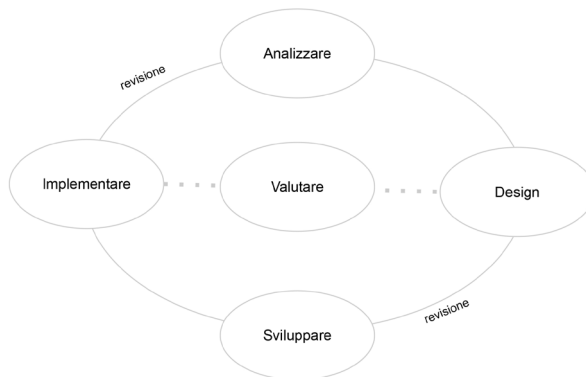 Analizzare
revisione
Implementare
Valutare
Design
revisione
Sviluppare